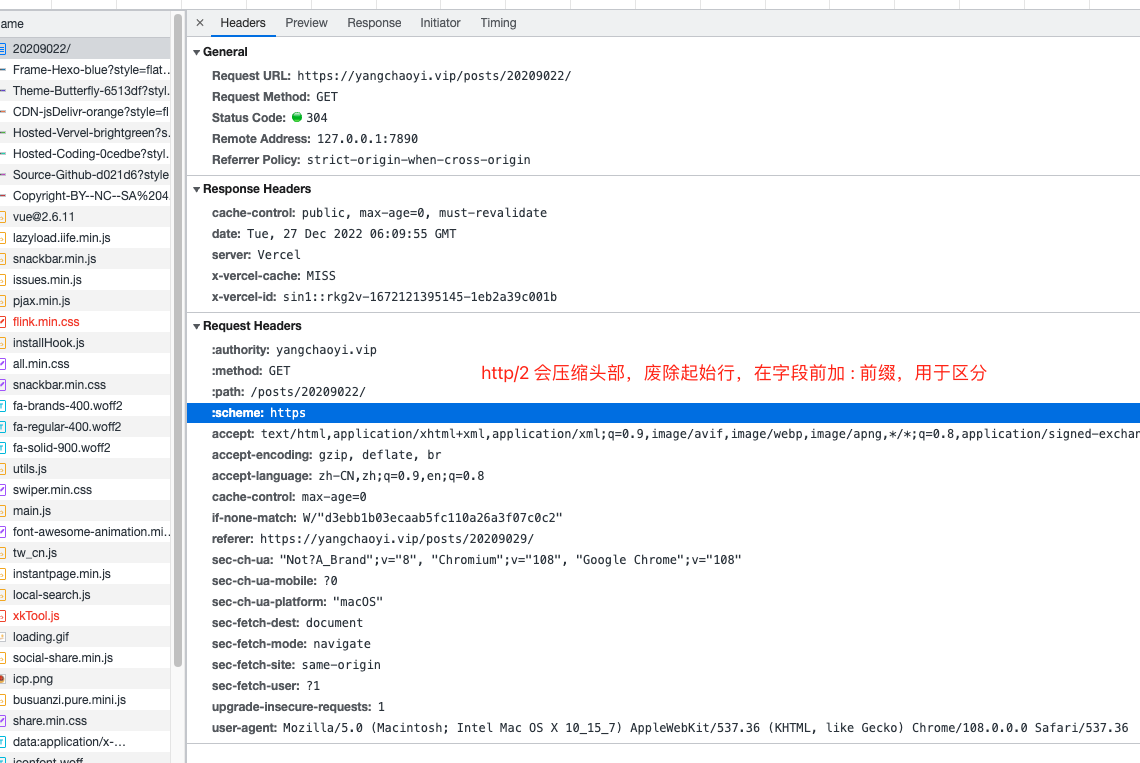 ame
20209022/
Frame-Hexo-blue?style=flat…
Theme-Butterfly-6513df?styl…
CDN-jsDelivr-orange?style=fl
Hosted-Vervel-brightgreen?s…
Hosted-Coding-0cedbe?styl…
Source-Github-d021d6?style
Copyright-BY--NC--SA%204
vue@2.6.11
lazyload.iife.min.js
snackbar.min.js
issues.min.js
pjax.min.js
flink.min.css
installHook.js
all.min.css
snackbar.min.css
fa-brands-400.woff2
fa-regular-400.woff2
fa-solid-900.woff2
utils.js
swiper.min.css
main.js
font-awesome-animation.mi…
tw_cn.js
instantpage.min.js
local-search.js
xkTool.js
loading.gif
social-share.min.js
icp.png
busuanzi.pure.mini.js
share.min.css
data:application/x-…
iconfont.woff
× Headers Preview Response Initiator Timing
General
Request URL: https://yangchaoyi.vip/posts/20209022/
Request Method: GET
Status Code: 304
Remote Address: 127.0.0.1:7890
Referrer Policy: strict-origin-when-cross-origin
Response Headers
cache-control: public, max-age=0, must-revalidate
date: Tue, 27 Dec 2022 06:09:55 GMT
server: Vercel
x-vercel-cache: MISS
x-vercel-id: sin1::rkg2v-1672121395145-1eb2a39c001b
Request Headers
:authority: yangchaoyi.vip
:method: GET
http/2 会压缩头部，废除起始行，在字段前加 : 前缀，用于区分
:path: /posts/20209022/
:scheme: https
accept: text/html,application/xhtml+xml,application/xml;q=0.9,image/avif,image/webp,image/apng,*/*;q=0.8,application/signed-exchan
accept-encoding: gzip, deflate, br
accept-language: zh-CN,zh;q=0.9,en;q=0.8
cache-control: max-age=0
if-none-match: W/"d3ebb1b03ecaab5fc110a26a3f07c0c2"
referer: https://yangchaoyi.vip/posts/20209029/
sec-ch-ua: "Not?A_Brand";v="8", "Chromium";v="108", "Google Chrome";v="108"
sec-ch-ua-mobile: ?0
sec-ch-ua-platform: "macOS"
sec-fetch-dest: document
sec-fetch-mode: navigate
sec-fetch-site: same-origin
sec-fetch-user: ?1
upgrade-insecure-requests: 1
user-agent: Mozilla/5.0 (Macintosh; Intel Mac OS X 10_15_7) AppleWebKit/537.36 (KHTML, like Gecko) Chrome/108.0.0.0 Safari/537.36